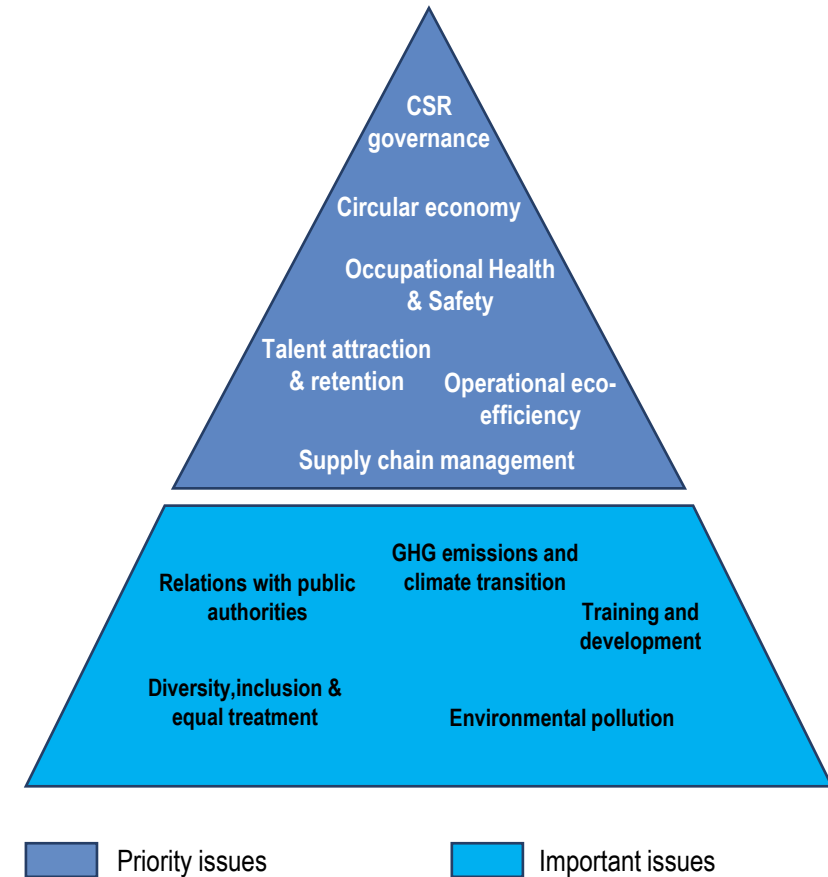 CSR
governance
Circular economy
Occupational Health
& Safety
Talent attraction
& retention
Operational eco-
efficiency
Supply chain management
GHG emissions and
climate transition
Relations with public
authorities
Training and
development
Diversity,inclusion &
equal treatment
Environmental pollution
Priority issues
Important issues